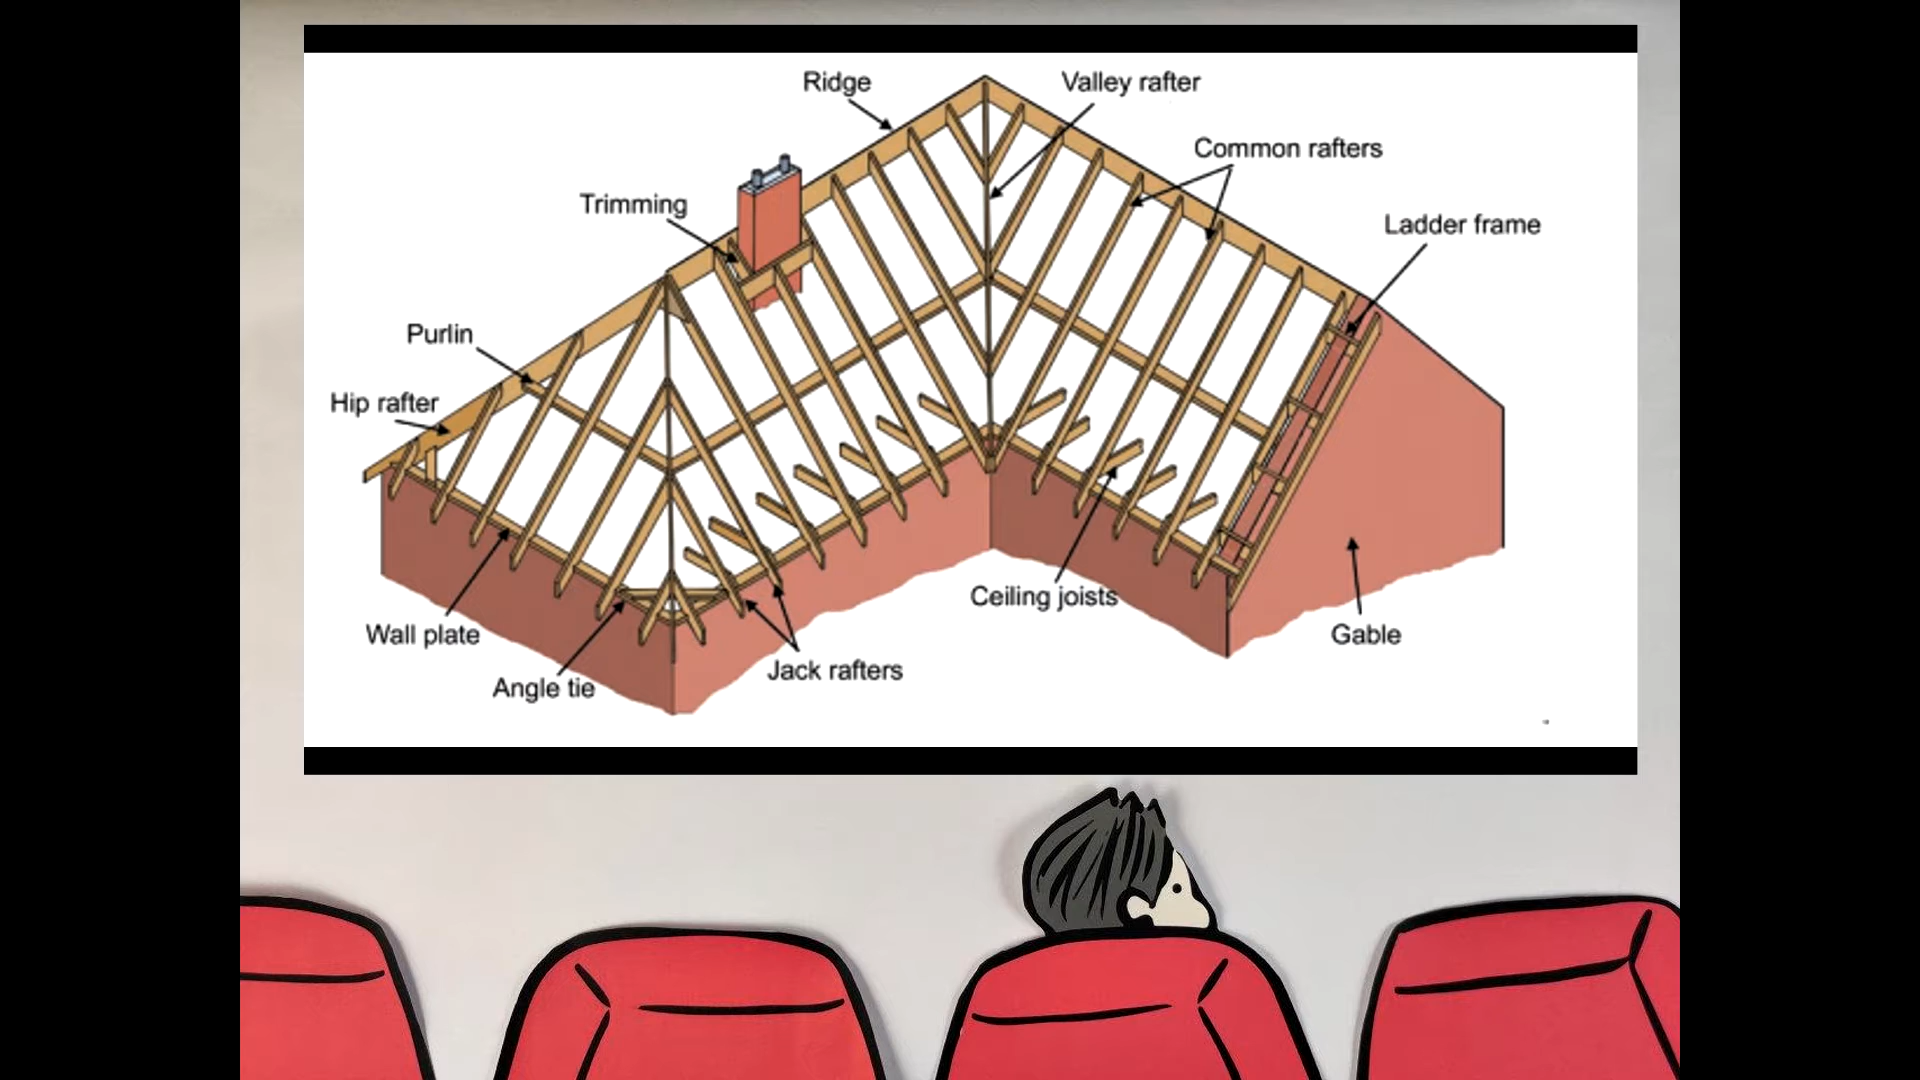 Ridge
Valley rafter
Common rafters
Trimming
Ladder frame
Purlin
Hip rafter
Ceiling joists
Wall plate
Gable
Jack rafters
Angle tie